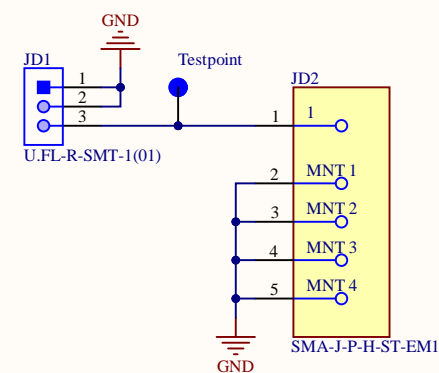 GND
JD1
Testpoint
1
2
3
U.FL-R-SMT-1(01)
JD2
1 1
2 MNT 1
3 MNT 2
4 MNT 3
5 MNT 4
SMA-J-P-H-ST-EM1
GND